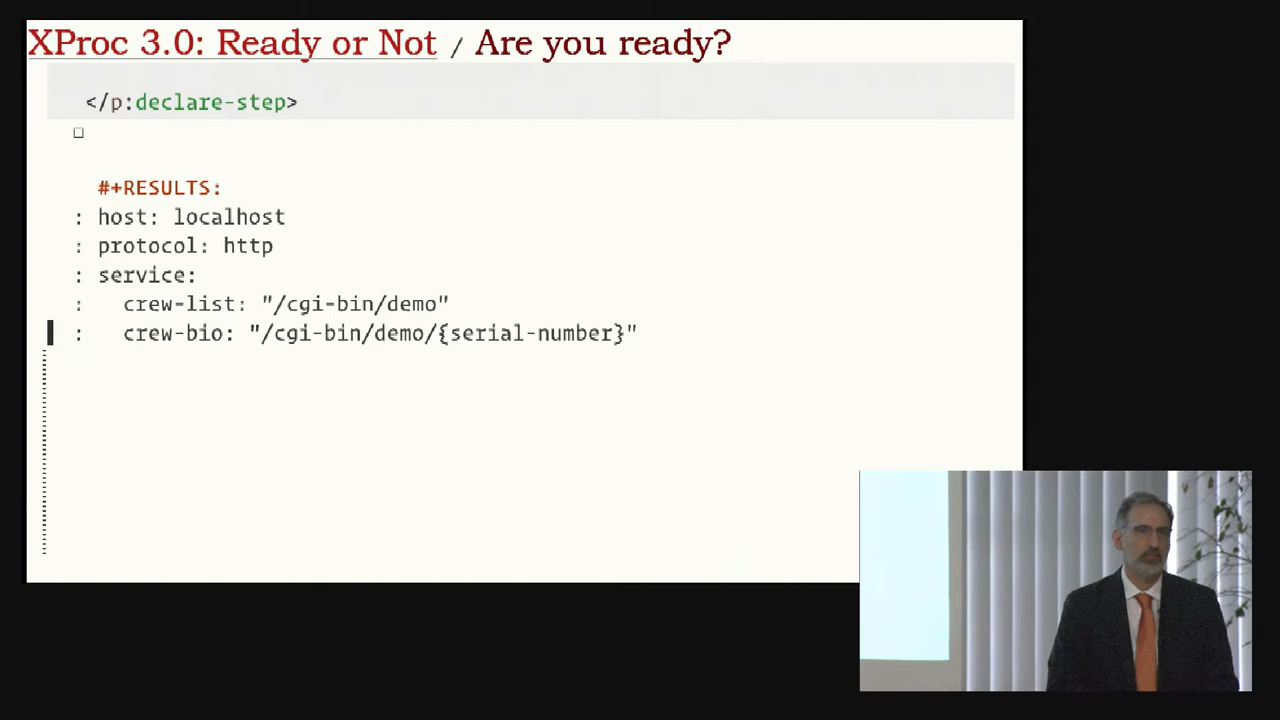 XProc 3.0: Ready or Not / Are you ready?
</p:declare-step>
#+RESULTS:
: host: localhost
: protocol: http
: service:
:   crew-list: "/cgi-bin/demo"
:   crew-bio: "/cgi-bin/demo/{serial-number}"